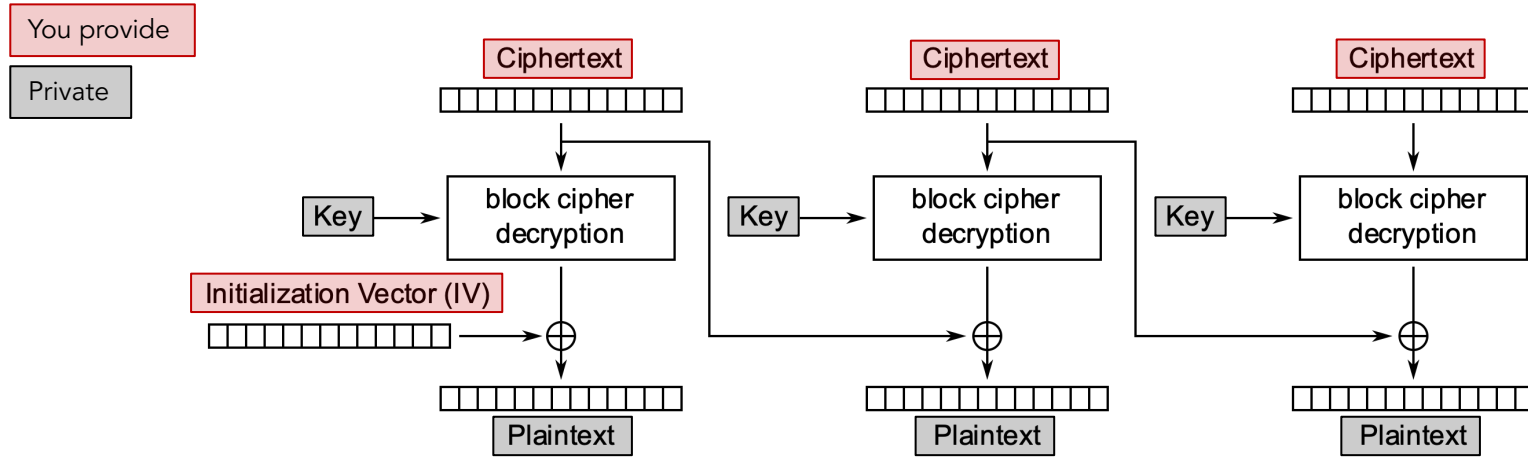 You provide
Private
Ciphertext
Ciphertext
Ciphertext
block cipher
decryption
block cipher
decryption
block cipher
decryption
Key
Key
Key
Initialization Vector (IV)
Plaintext
Plaintext
Plaintext